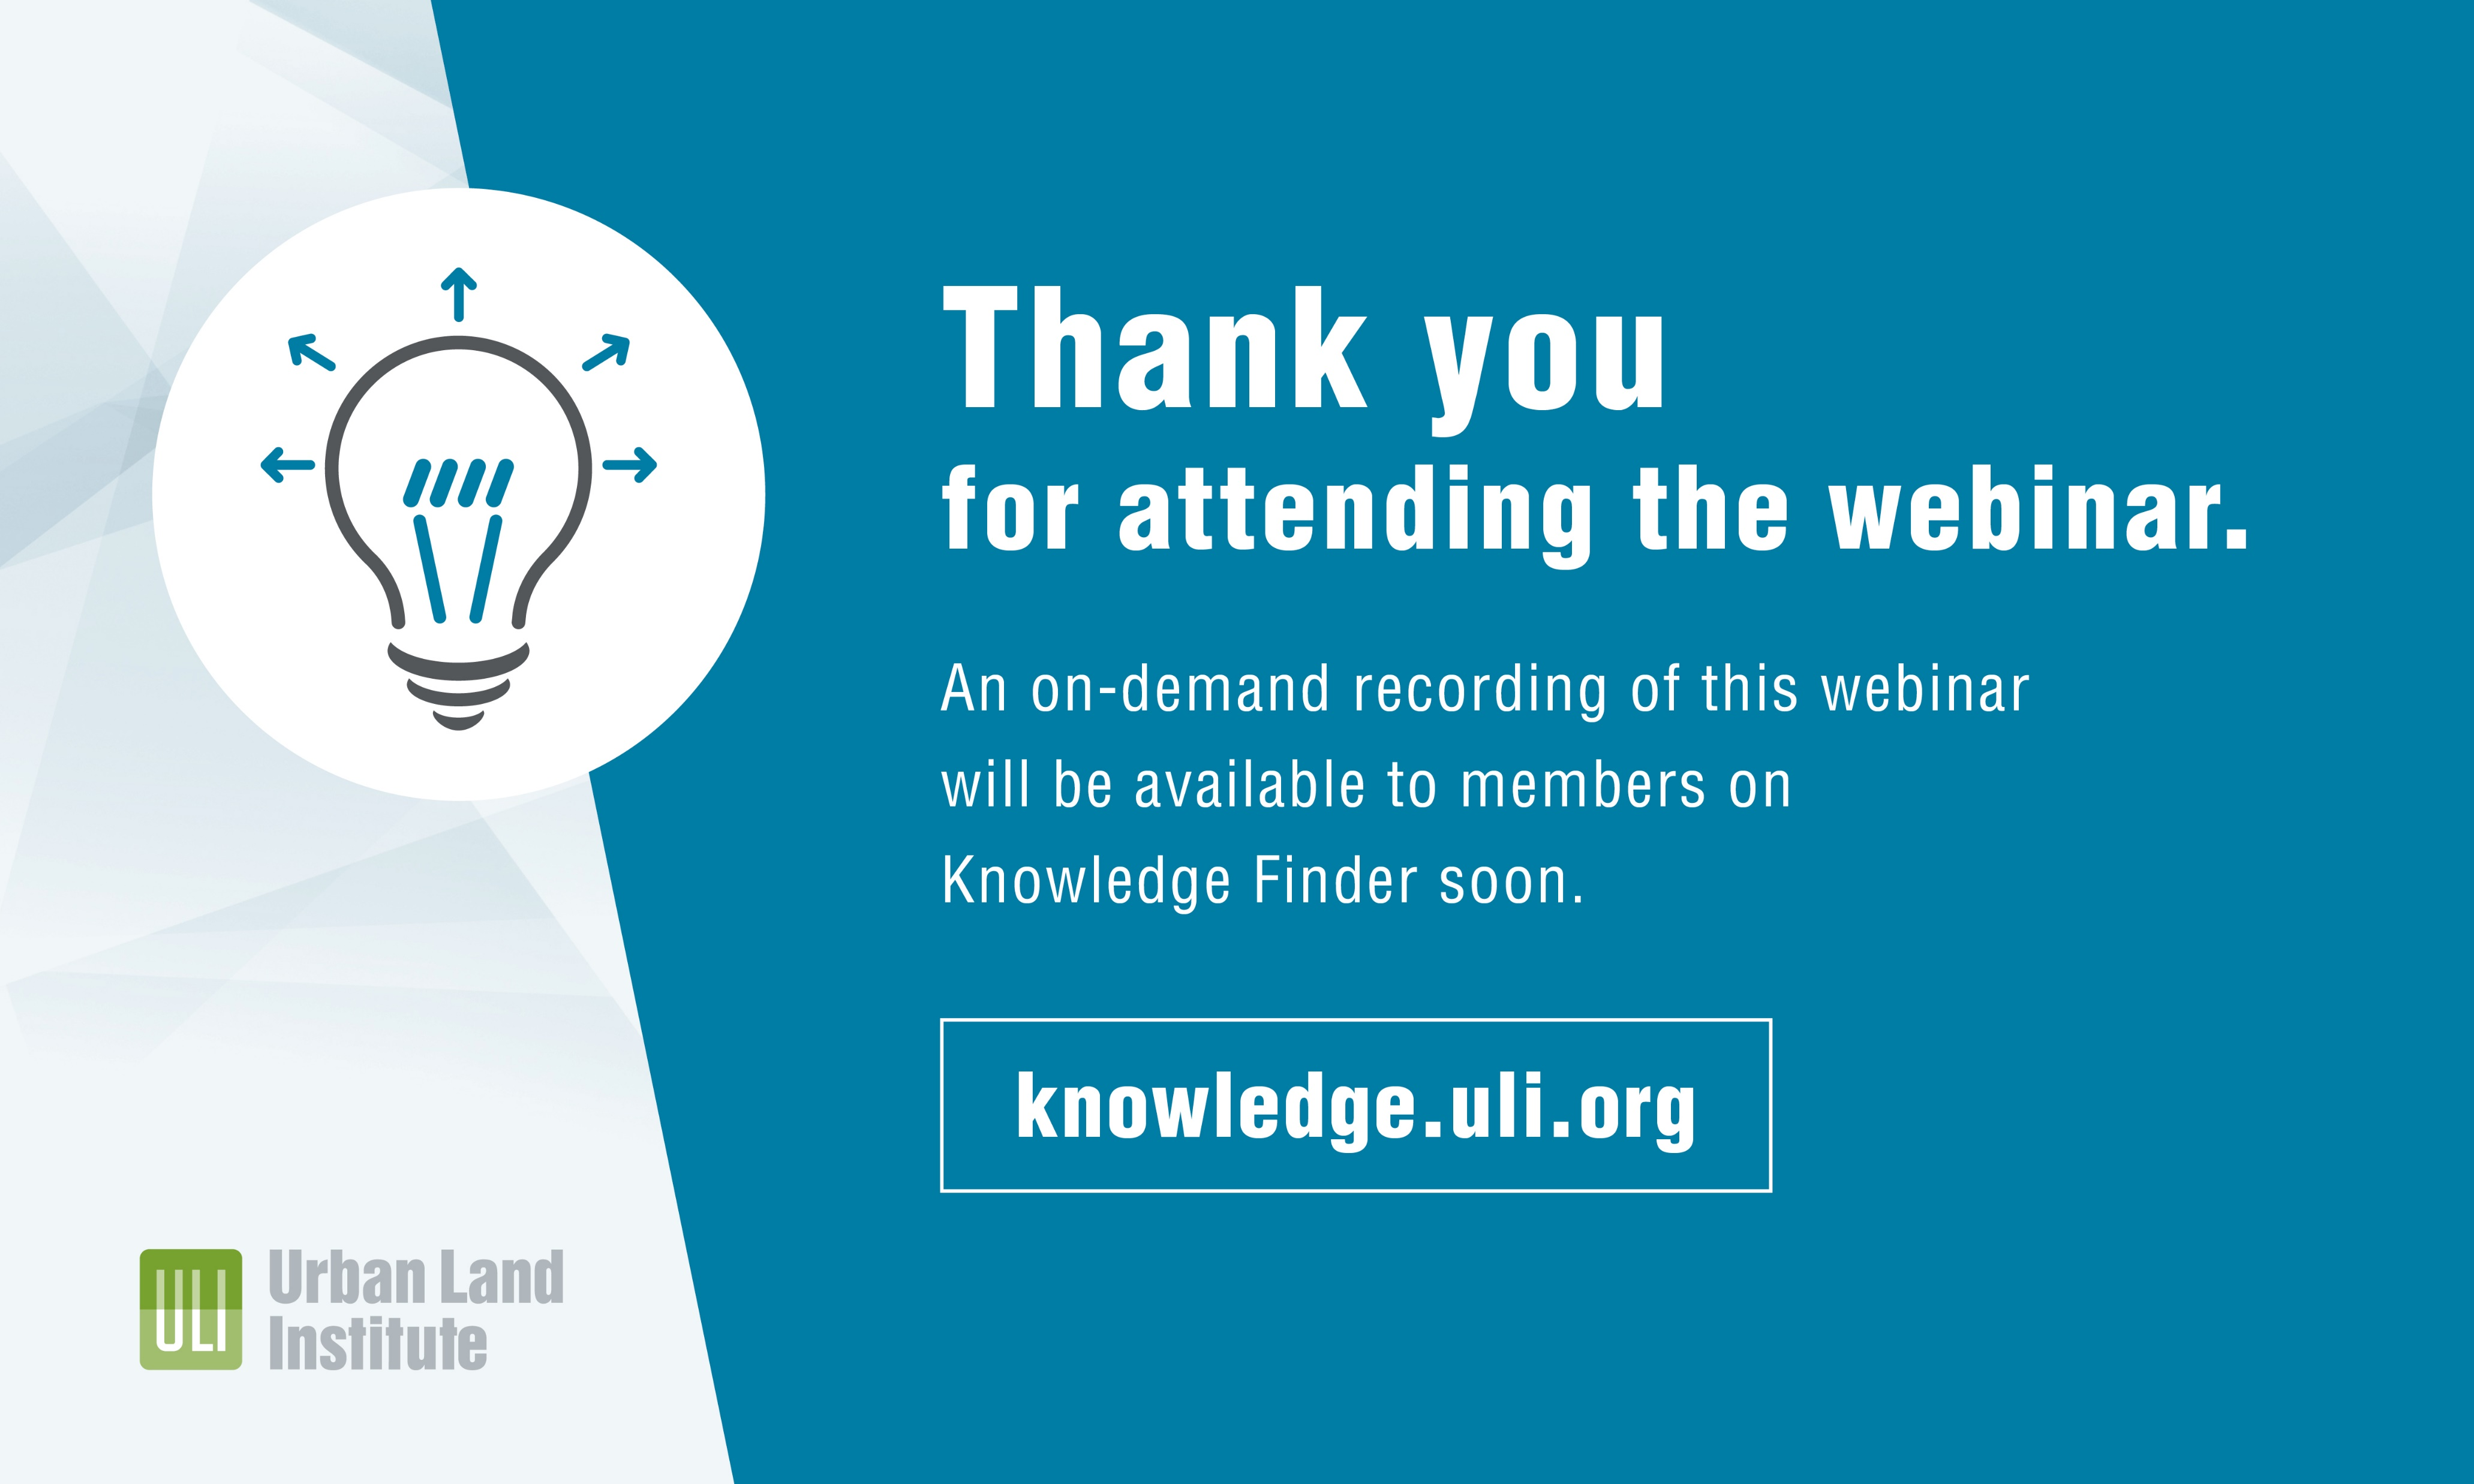 Thank you
for attending the webinar.
An on-demand recording of this webinar
will be available to members on
Knowledge Finder soon.
knowledge.uli.org
ULI
Urban Land
Institute